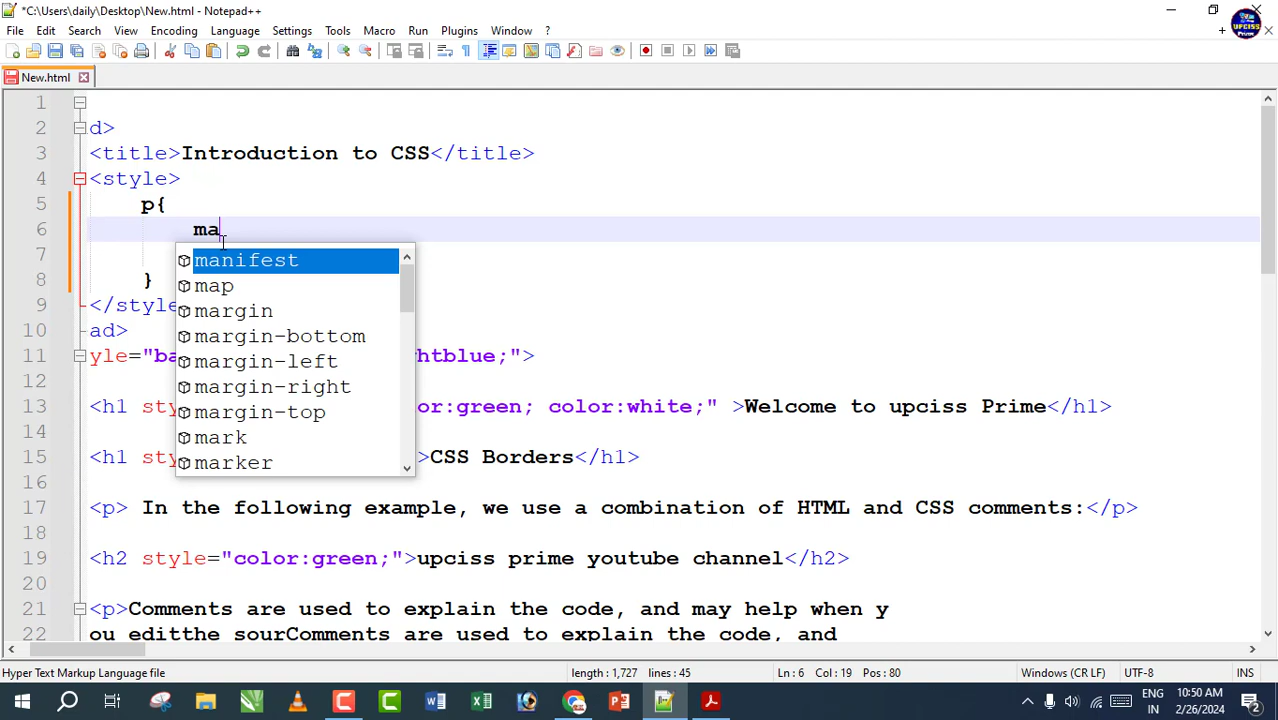 *C:\Users\daily\Desktop\New.html - Notepad++
File Edit Search View Encoding Language Settings Tools Macro Run Plugins Window ?
UPCISS Prime
New.html
1
2 d>
3 <title>Introduction to CSS</title>
4 <style>
5 p{
6 ma
7
manifest
8 }
map
9 </style
margin
10 ad>
margin-bottom
11 yle="ba ghtblue;">
margin-left
12
margin-right
13 <h1 sty or:green; color:white;" >Welcome to upciss Prime</h1>
margin-top
14
mark
15 <h1 sty >CSS Borders</h1>
marker
16
17 <p> In the following example, we use a combination of HTML and CSS comments:</p>
18
19 <h2 style="color:green;">upciss prime youtube channel</h2>
20
21 <p>Comments are used to explain the code, and may help when y
22 ou editthe sourComments are used to explain the code, and
Hyper Text Markup Language file length : 1,727 lines : 45 Ln : 6 Col : 19 Pos : 80 Windows (CR LF) UTF-8 INS
ENG 10:50 AM
IN 2/26/2024
2